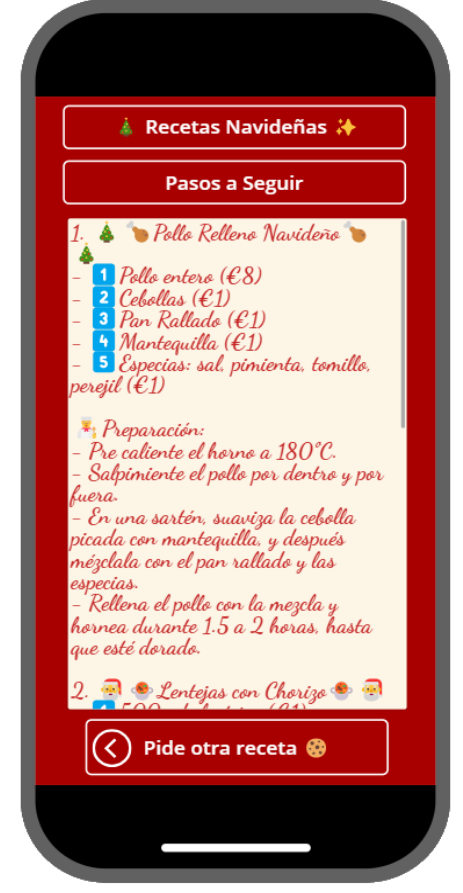 🎄 Recetas Navideñas ✨
Pasos a Seguir
1. 🎄 🍗 Pollo Relleno Navideño 🍗
🎄
- 1️⃣ Pollo entero (€8)
- 2️⃣ Cebollas (€1)
- 3️⃣ Pan Rallado (€1)
- 4️⃣ Mantequilla (€1)
- 5️⃣ Especias: sal, pimienta, tomillo,
perejil (€1)
👨‍🍳 Preparación:
- Pre caliente el horno a 180°C.
- Salpimiente el pollo por dentro y por
fuera.
- En una sartén, suaviza la cebolla
picada con mantequilla, y después
mézclala con el pan rallado y las
especias.
- Rellena el pollo con la mezcla y
hornea durante 1.5 a 2 horas, hasta
que esté dorado.
2. 🎅 🍲 Lentejas con Chorizo 🍲 🎅
Pide otra receta 🍪